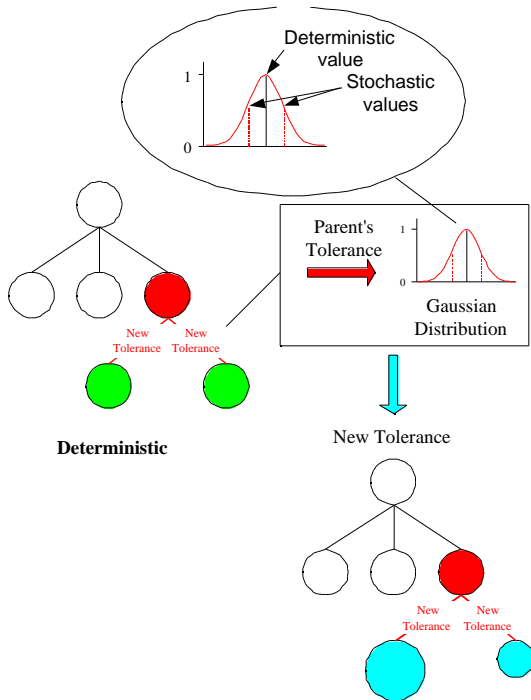 Deterministic
value
Stochastic
values
1
0
Parent's
Tolerance
1
0
Gaussian
Distribution
New
Tolerance
New
Tolerance
Deterministic
New Tolerance
New
Tolerance
New
Tolerance